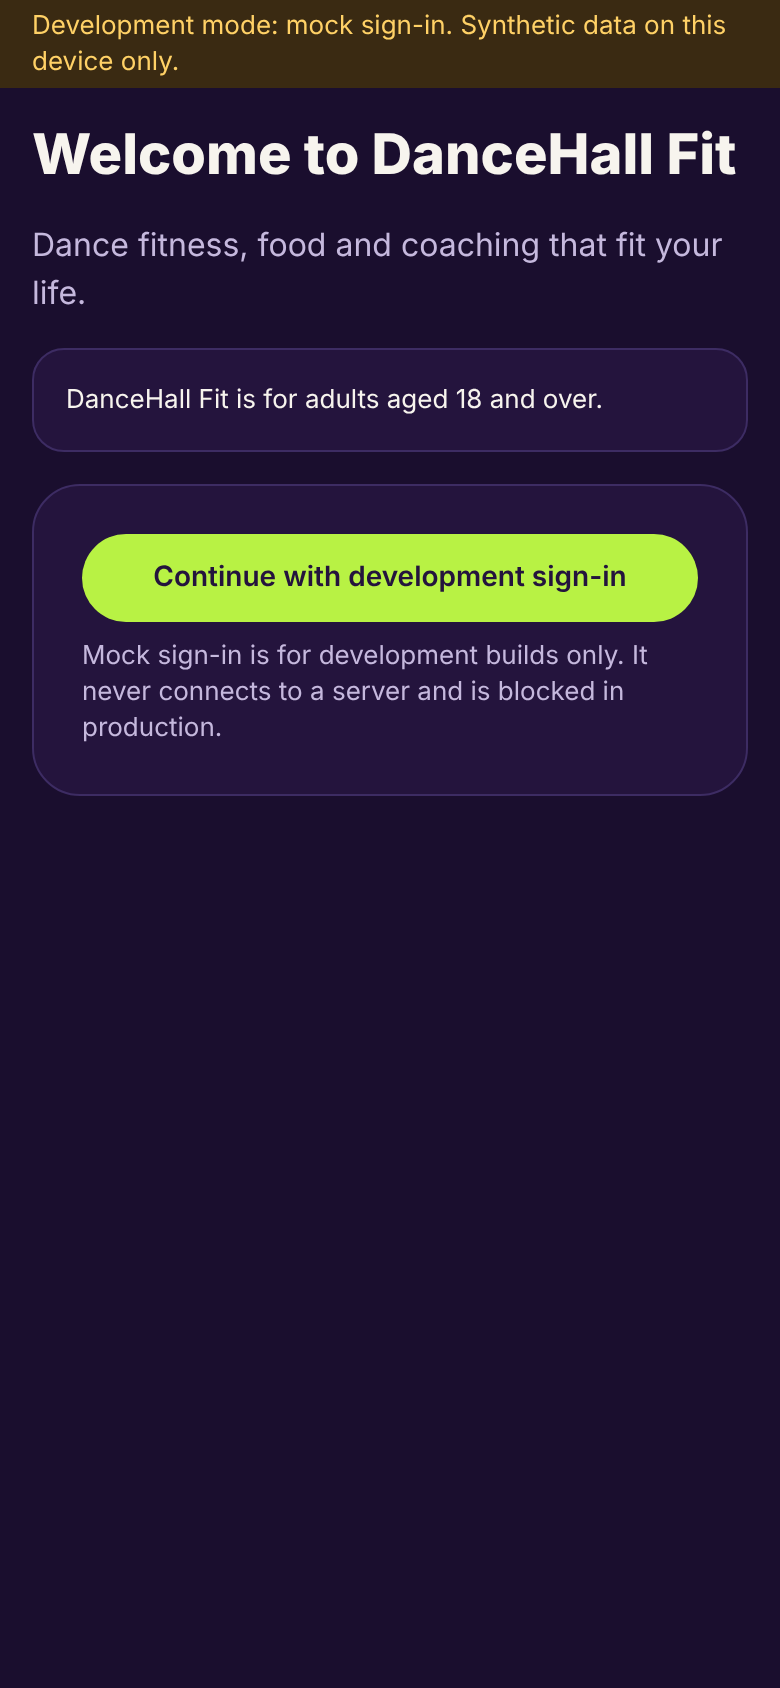 Development mode: mock sign-in. Synthetic data on this
device only.
Welcome to DanceHall Fit
Dance fitness, food and coaching that fit your
life.
DanceHall Fit is for adults aged 18 and over.
Continue with development sign-in
Mock sign-in is for development builds only. It
never connects to a server and is blocked in
production.